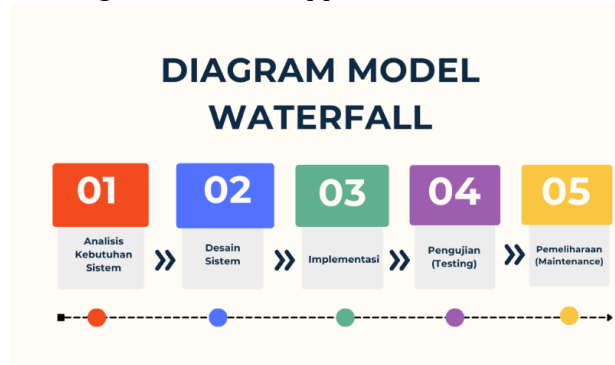 DIAGRAM MODEL
WATERFALL
01
02
03
04
05
Analisis
Kebutuhan
Sistem
Desain
Sistem
Implementasi
Pengujian
(Testing)
Pemeliharaan
(Maintenance)